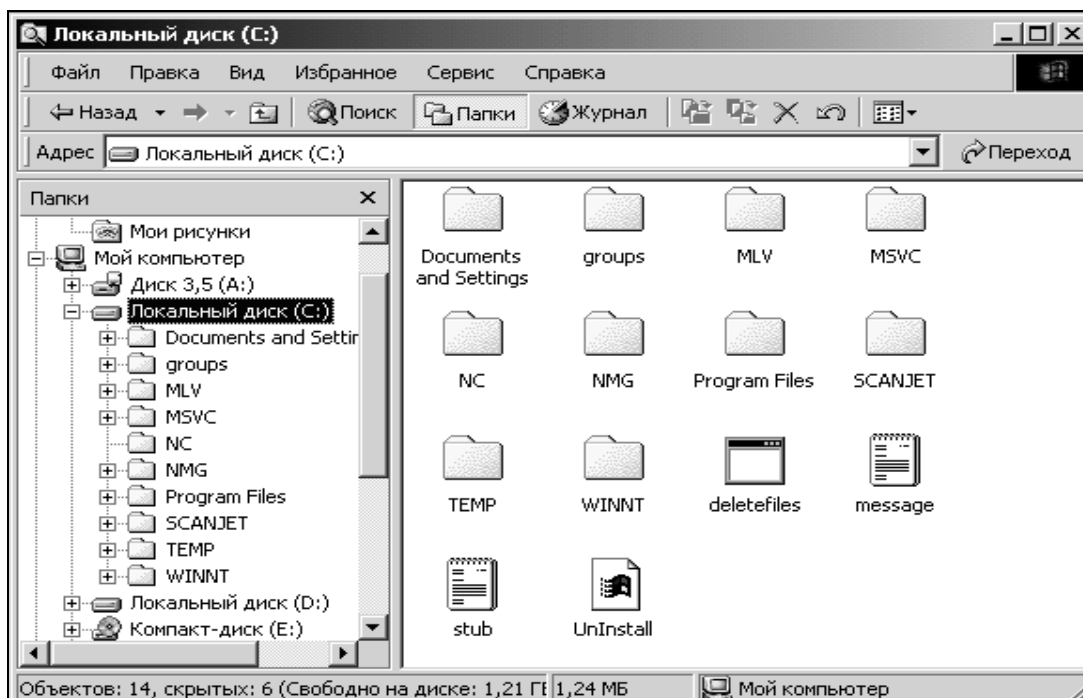 Локальный диск (C:)
Файл Правка Вид Избранное Сервис Справка
Назад Поиск Папки Журнал
Адрес Локальный диск (C:) Переход
Папки
Мои рисунки
Мой компьютер
Диск 3,5 (A:)
Локальный диск (C:)
Documents and Settin
groups
MLV
MSVC
NC
NMG
Program Files
SCANJET
TEMP
WINNT
Локальный диск (D:)
Компакт-диск (E:)
Documents and Settings
groups
MLV
MSVC
NC
NMG
Program Files
SCANJET
TEMP
WINNT
deletefiles
message
stub
UnInstall
Объектов: 14, скрытых: 6 (Свободно на диске: 1,21 ГЕ 1,24 МБ Мой компьютер